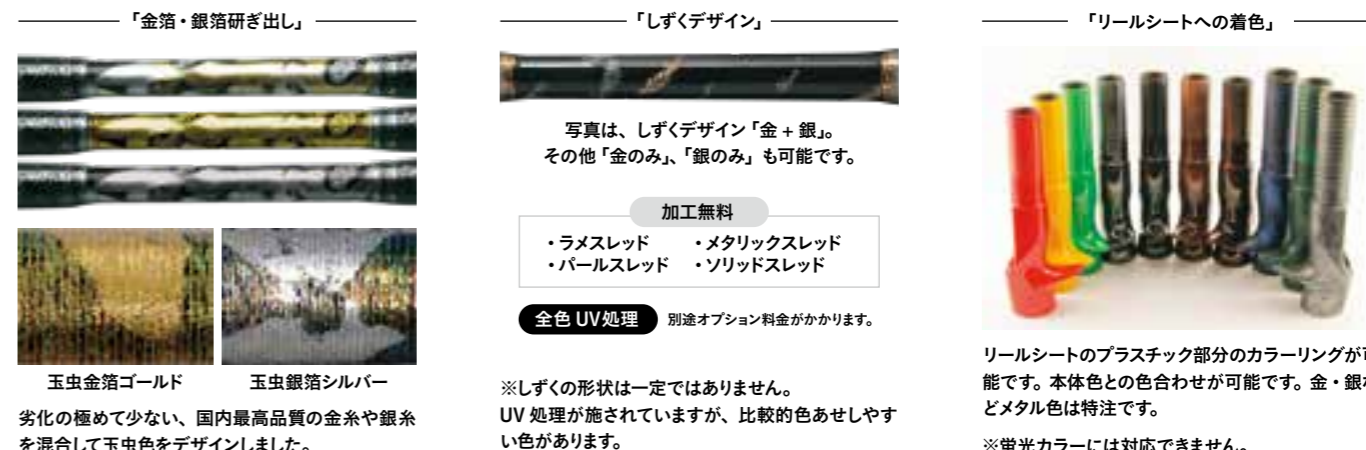 「金箔・銀箔研ぎ出し」
玉虫金箔ゴールド
玉虫銀箔シルバー
劣化の極めて少ない、国内最高品質の金糸や銀糸
を混合して玉虫色をデザインしました。
「しずくデザイン」
写真は、しずくデザイン「金 + 銀」。
その他「金のみ」、「銀のみ」も可能です。
加工無料
・ラメスレッド ・メタリックスレッド
・パールスレッド ・ソリッドスレッド
全色 UV処理 別途オプション料金がかかります。
※しずくの形状は一定ではありません。
UV 処理が施されていますが、比較的色あせしやす
い色があります。
「リールシートへの着色」
リールシートのプラスチック部分のカラーリングが可
能です。本体色との色合わせが可能です。金・銀な
どメタル色は特注です。
※蛍光カラーには対応できません。